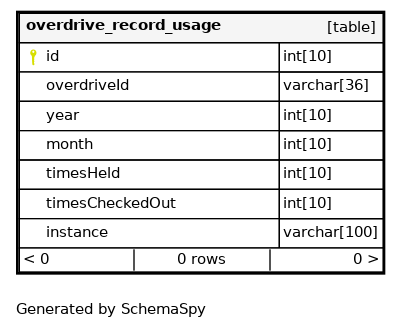 overdrive_record_usage [table]
id int[10]
overdriveId varchar[36]
year int[10]
month int[10]
timesHeld int[10]
timesCheckedOut int[10]
instance varchar[100]
< 0 0 rows 0 >
Generated by SchemaSpy